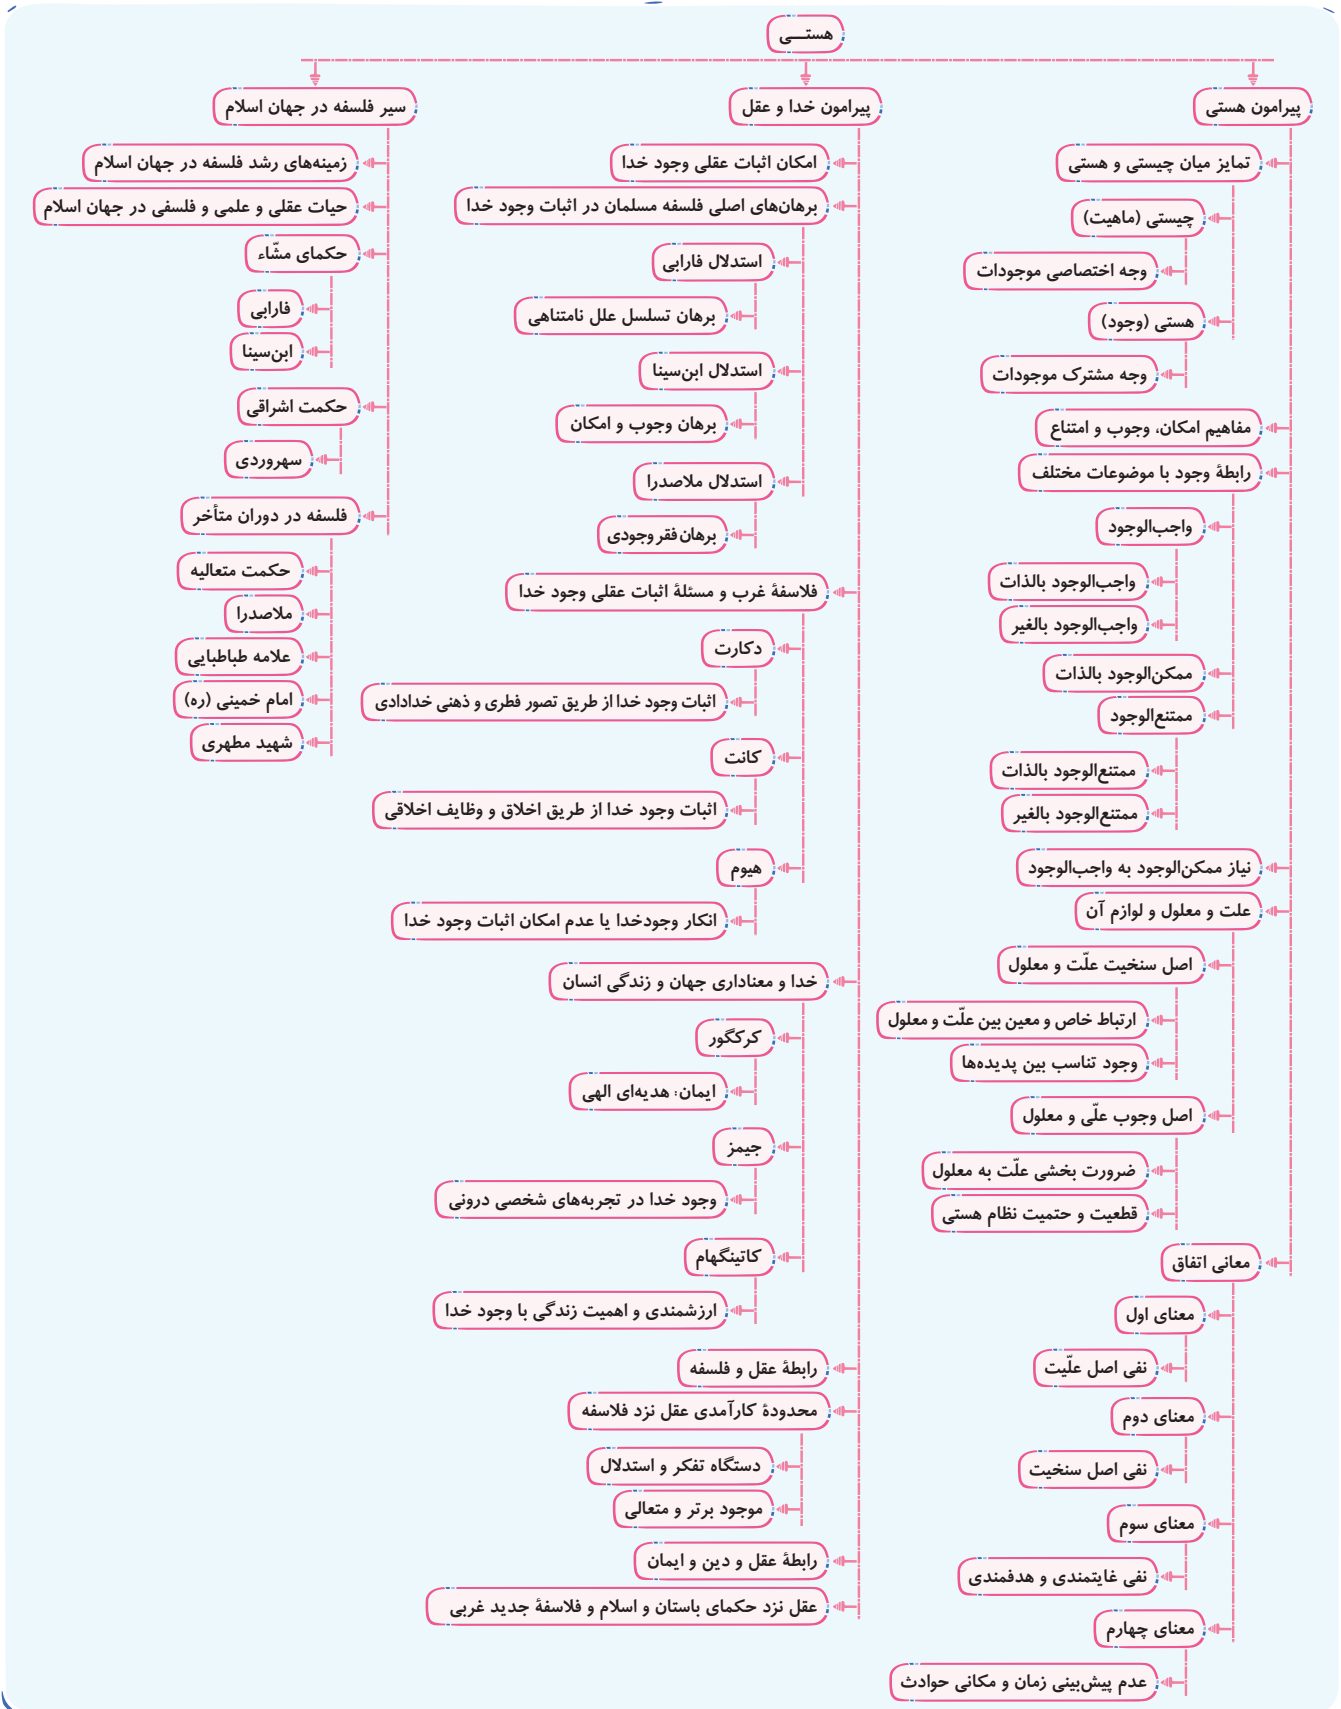 هستـــی
پیرامون هستی
تمایز میان چیستی و هستی
چیستی (ماهیت)
وجه اختصاصی موجودات
هستی (وجود)
وجه مشترک موجودات
مفاهیم امکان، وجوب و امتناع
رابطهٔ وجود با موضوعات مختلف
واجب‌الوجود
واجب‌الوجود بالذات
واجب‌الوجود بالغیر
ممکن‌الوجود بالذات
ممتنع‌الوجود
ممتنع‌الوجود بالذات
ممتنع‌الوجود بالغیر
نیاز ممکن‌الوجود به واجب‌الوجود
علت و معلول و لوازم آن
اصل سنخیت علّت و معلول
ارتباط خاص و معین بین علّت و معلول
وجود تناسب بین پدیده‌ها
اصل وجوب علّی و معلول
ضرورت بخشی علّت به معلول
قطعیت و حتمیت نظام هستی
معانی اتفاق
معنای اول
نفی اصل علّیت
معنای دوم
نفی اصل سنخیت
معنای سوم
نفی غایتمندی و هدفمندی
معنای چهارم
عدم پیش‌بینی زمان و مکانی حوادث
پیرامون خدا و عقل
امکان اثبات عقلی وجود خدا
برهان‌های اصلی فلسفه مسلمان در اثبات وجود خدا
استدلال فارابی
برهان تسلسل علل نامتناهی
استدلال ابن‌سینا
برهان وجوب و امکان
استدلال ملاصدرا
برهان فقر وجودی
فلاسفهٔ غرب و مسئلهٔ اثبات عقلی وجود خدا
دکارت
اثبات وجود خدا از طریق تصور فطری و ذهنی خدادادی
کانت
اثبات وجود خدا از طریق اخلاق و وظایف اخلاقی
هیوم
انکار وجودخدا یا عدم امکان اثبات وجود خدا
خدا و معناداری جهان و زندگی انسان
کرکگور
ایمان: هدیه‌ای الهی
جیمز
وجود خدا در تجربه‌های شخصی درونی
کاتینگهام
ارزشمندی و اهمیت زندگی با وجود خدا
رابطهٔ عقل و فلسفه
محدودهٔ کارآمدی عقل نزد فلاسفه
دستگاه تفکر و استدلال
موجود برتر و متعالی
رابطهٔ عقل و دین و ایمان
عقل نزد حکمای باستان و اسلام و فلاسفهٔ جدید غربی
سیر فلسفه در جهان اسلام
زمینه‌های رشد فلسفه در جهان اسلام
حیات عقلی و علمی و فلسفی در جهان اسلام
حکمای مشّاء
فارابی
ابن‌سینا
حکمت اشراقی
سهروردی
فلسفه در دوران متأخر
حکمت متعالیه
ملاصدرا
علامه طباطبایی
امام خمینی (ره)
شهید مطهری